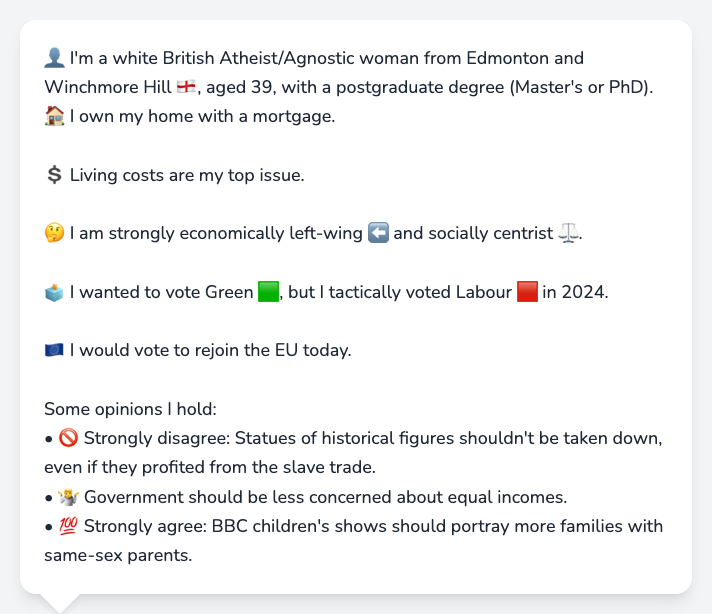 👤 I'm a white British Atheist/Agnostic woman from Edmonton and
Winchmore Hill 🏴󠁧󠁢󠁥󠁮󠁧󠁿, aged 39, with a postgraduate degree (Master's or PhD).
🏠 I own my home with a mortgage.
💲 Living costs are my top issue.
🤔 I am strongly economically left-wing ⬅️ and socially centrist ⚖️.
🗳️ I wanted to vote Green 🟩, but I tactically voted Labour 🟥 in 2024.
🇪🇺 I would vote to rejoin the EU today.
Some opinions I hold:
• 🚫 Strongly disagree: Statues of historical figures shouldn't be taken down,
even if they profited from the slave trade.
• 🤷 Government should be less concerned about equal incomes.
• 💯 Strongly agree: BBC children's shows should portray more families with
same-sex parents.